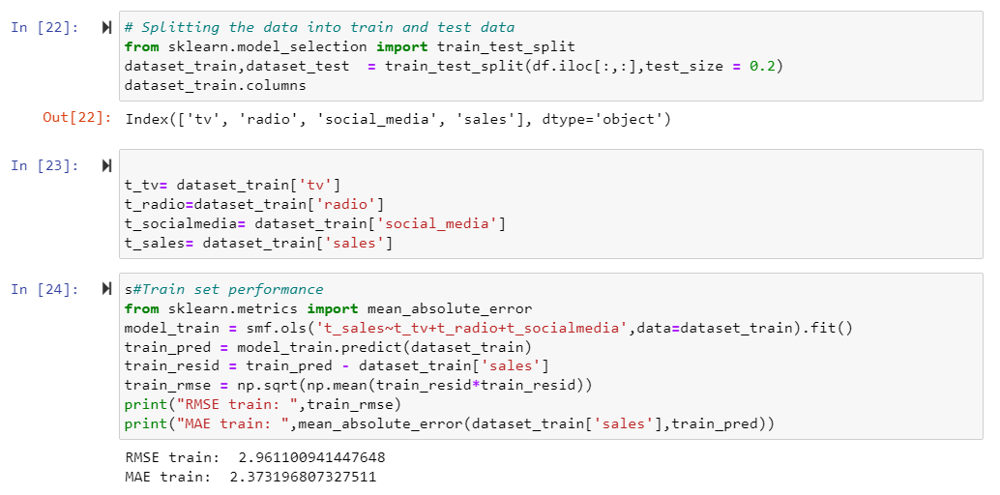 In [22]: # Splitting the data into train and test data
from sklearn.model_selection import train_test_split
dataset_train,dataset_test  = train_test_split(df.iloc[:,:],test_size = 0.2)
dataset_train.columns
Out[22]: Index(['tv', 'radio', 'social_media', 'sales'], dtype='object')
In [23]:
t_tv= dataset_train['tv']
t_radio=dataset_train['radio']
t_socialmedia= dataset_train['social_media']
t_sales= dataset_train['sales']
In [24]: s#Train set performance
from sklearn.metrics import mean_absolute_error
model_train = smf.ols('t_sales~t_tv+t_radio+t_socialmedia',data=dataset_train).fit()
train_pred = model_train.predict(dataset_train)
train_resid = train_pred - dataset_train['sales']
train_rmse = np.sqrt(np.mean(train_resid*train_resid))
print("RMSE train: ",train_rmse)
print("MAE train: ",mean_absolute_error(dataset_train['sales'],train_pred))
RMSE train:  2.961100941447648
MAE train:  2.373196807327511